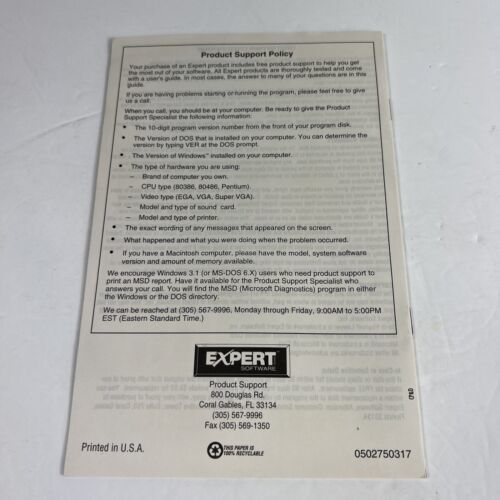 Product Support Policy
Your purchase of an Expert product includes free product support to help you get
the most out of your software. All Expert products are thoroughly tested and come
with a user's guide. In most cases, the answer to many of your questions are in this
guide.
If you are having problems starting or running the program, please feel free to give
us a call.
When you call, you should be at your computer. Be ready to give the Product
Support Specialist the following information:
• The 10-digit program version number from the front of your program disk.
• The Version of DOS that is installed on your computer. You can determine the
version by typing VER at the DOS prompt.
• The Version of Windows™ installed on your computer.
• The type of hardware you are using:
– Brand of computer you own.
– CPU type (80386, 80486, Pentium).
– Video type (EGA, VGA, Super VGA).
– Model and type of sound card.
– Model and type of printer.
• The exact wording of any messages that appeared on the screen.
• What happened and what you were doing when the problem occurred.
• If you have a Macintosh computer, please have the model, system software
version and amount of memory available.
We encourage Windows 3.1 (or MS-DOS 6.X) users who need product support to
print an MSD report. Have it available for the Product Support Specialist who
answers your call. You will find the MSD (Microsoft Diagnostics) program in either
the Windows or the DOS directory.
We can be reached at (305) 567-9996, Monday through Friday, 9:00AM to 5:00PM
EST (Eastern Standard Time.)
EXPERT
SOFTWARE
Product Support
800 Douglas Rd.
Coral Gables, FL 33134
(305) 567-9996
Fax (305) 569-1350
Printed in U.S.A.
THIS PAPER IS
100% RECYCLABLE
0502750317